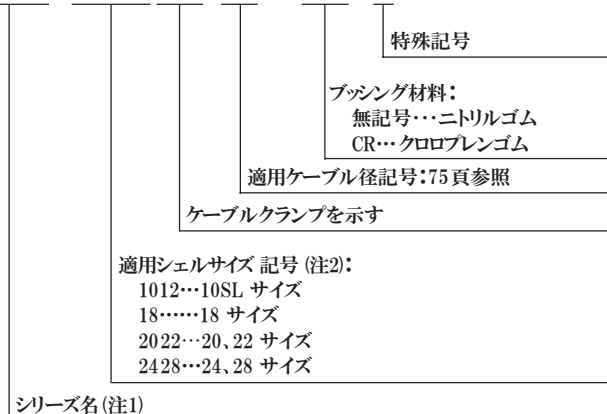 特殊記号
ブッシング材料：
無記号･･･ニトリルゴム
CR･･･クロロプレンゴム
適用ケーブル径記号：75頁参照
ケーブルクランプを示す
適用シェルサイズ 記号 (注2)：
1012･･･10SL サイズ
18･･････18 サイズ
2022･･･20、22 サイズ
2428･･･24、28 サイズ
シリーズ名(注1)